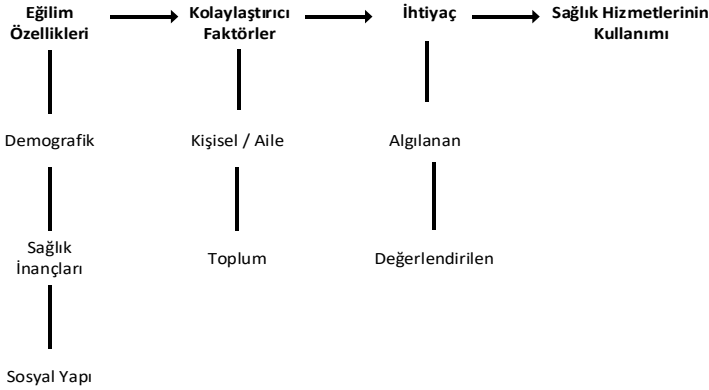 Eğilim
Özellikleri
Kolaylaştırıcı
Faktörler
İhtiyaç
Sağlık Hizmetlerinin
Kullanımı
Demografik
Kişisel / Aile
Algılanan
Sağlık
İnançları
Toplum
Değerlendirilen
Sosyal Yapı